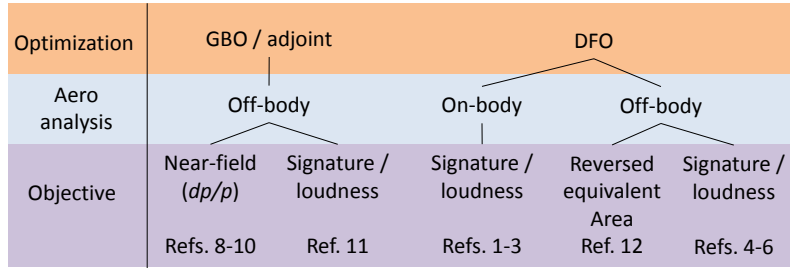 Optimization
GBO / adjoint
DFO
Aero
analysis
Off-body
On-body
Off-body
Objective
Near-field
(dp/p)
Refs. 8-10
Signature /
loudness
Ref. 11
Signature /
loudness
Refs. 1-3
Reversed
equivalent
Area
Ref. 12
Signature /
loudness
Refs. 4-6